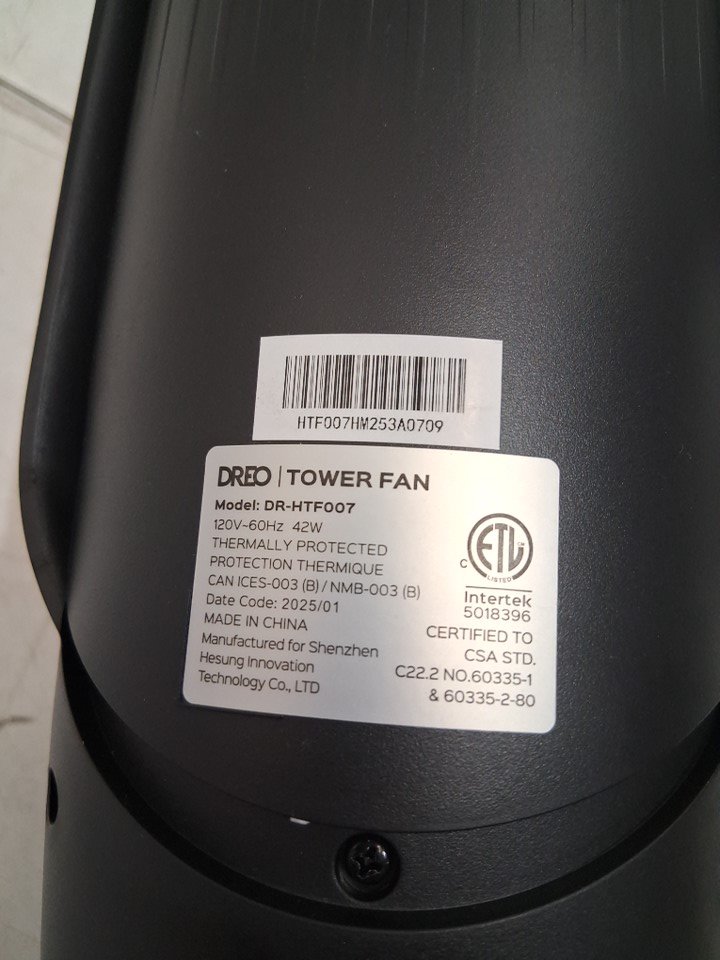 HTF007HM253A0709
DREO | TOWER FAN
Model: DR-HTF007
120V~60Hz 42W
THERMALLY PROTECTED
PROTECTION THERMIQUE
CAN ICES-003 (B) / NMB-003 (B)
Date Code: 2025/01
MADE IN CHINA
Manufactured for Shenzhen
Hesung Innovation
Technology Co., LTD
C ETL CM
LISTED
Intertek
5018396
CERTIFIED TO
CSA STD.
C22.2 NO.60335-1
& 60335-2-80